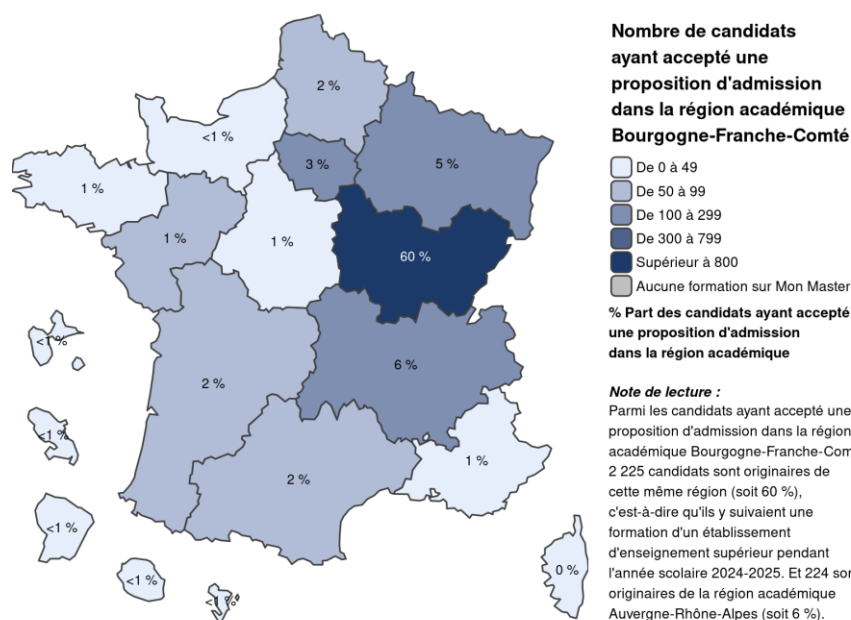 Nombre de candidats
ayant accepté une
proposition d'admission
dans la région académique
Bourgogne-Franche-Comté
De 0 à 49
De 50 à 99
De 100 à 299
De 300 à 799
Supérieur à 800
Aucune formation sur Mon Master
% Part des candidats ayant accepté
une proposition d'admission
dans la région académique
Note de lecture :
Parmi les candidats ayant accepté une
proposition d'admission dans la région
académique Bourgogne-Franche-Com
2 225 candidats sont originaires de
cette même région (soit 60 %),
c'est-à-dire qu'ils y suivaient une
formation d'un établissement
d'enseignement supérieur pendant
l'année scolaire 2024-2025. Et 224 son
originaires de la région académique
Auvergne-Rhône-Alpes (soit 6 %).
2 %
<1 %
3 %
5 %
1 %
1 %
1 %
60 %
<1 %
6 %
2 %
<1 %
1 %
2 %
<1 %
0 %
<1 %
<1 %